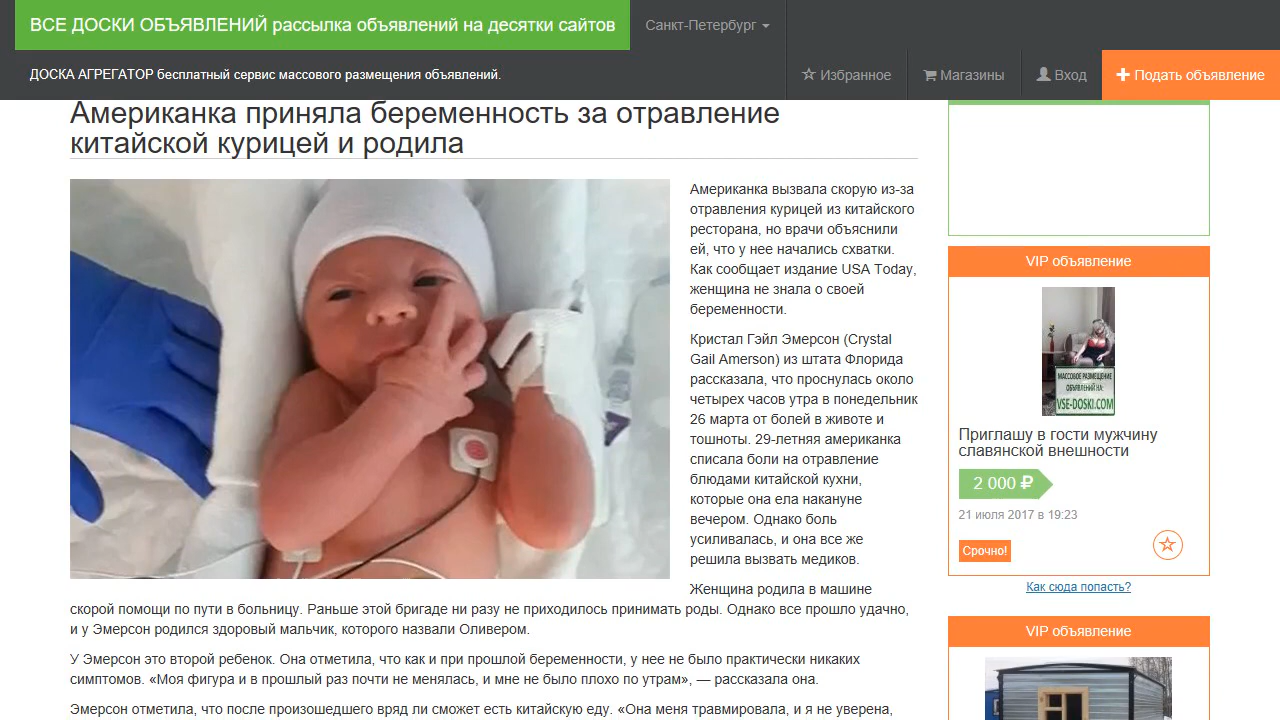 ВСЕ ДОСКИ ОБЪЯВЛЕНИЙ рассылка объявлений на десятки сайтов
Санкт-Петербург
ДОСКА АГРЕГАТОР бесплатный сервис массового размещения объявлений.
Избранное
Магазины
Вход
Подать объявление
Американка приняла беременность за отравление
китайской курицей и родила
Американка вызвала скорую из-за
отравления курицей из китайского
ресторана, но врачи объяснили
ей, что у нее начались схватки.
Как сообщает издание USA Today,
женщина не знала о своей
беременности.
Кристал Гэйл Эмерсон (Crystal
Gail Amerson) из штата Флорида
рассказала, что проснулась около
четырех часов утра в понедельник
26 марта от болей в животе и
тошноты. 29-летняя американка
списала боли на отравление
блюдами китайской кухни,
которые она ела накануне
вечером. Однако боль
усиливалась, и она все же
решила вызвать медиков.
Женщина родила в машине
скорой помощи по пути в больницу. Раньше этой бригаде ни разу не приходилось принимать роды. Однако все прошло удачно,
и у Эмерсон родился здоровый мальчик, которого назвали Оливером.
У Эмерсон это второй ребенок. Она отметила, что как и при прошлой беременности, у нее не было практически никаких
симптомов. «Моя фигура и в прошлый раз почти не менялась, и мне не было плохо по утрам», — рассказала она.
Эмерсон отметила, что после произошедшего вряд ли сможет есть китайскую еду. «Она меня травмировала, и я не уверена,
VIP объявление
МАССОВОЕ РАЗМЕЩЕНИЕ
ОБЪЯВЛЕНИЙ НА:
VSE-DOSKI.COM
Приглашу в гости мужчину
славянской внешности
2 000 ₽
21 июля 2017 в 19:23
Срочно!
Как сюда попасть?
VIP объявление